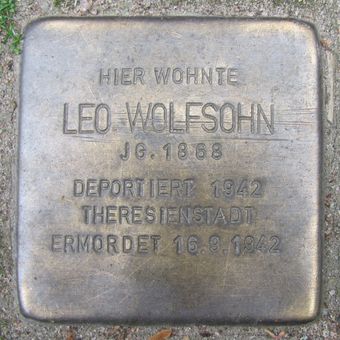 HIER WOHNTE
LEO WOLFSOHN
JG. 1868
DEPORTIERT 1942
THERESIENSTADT
ERMORDET 16.9.1942